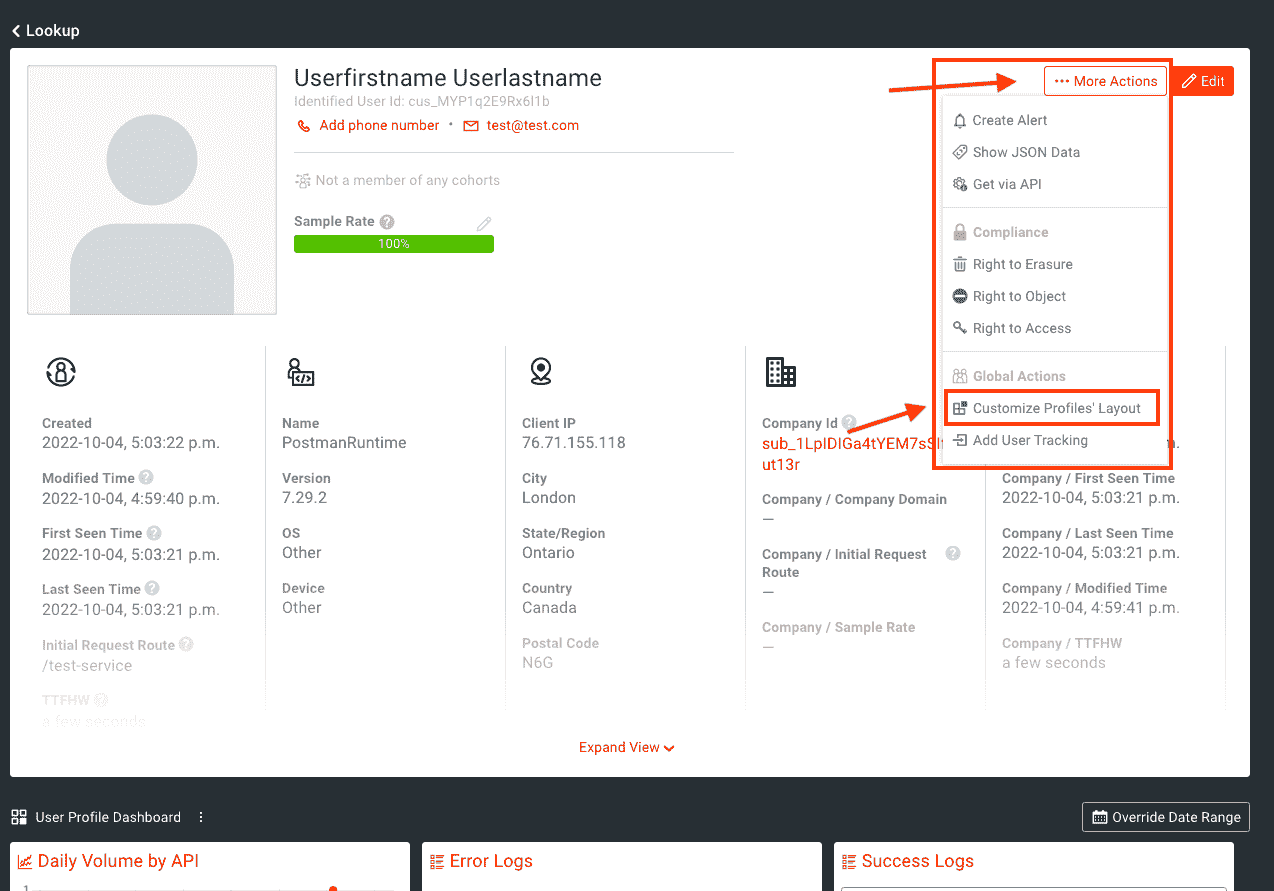 Lookup
Userfirstname Userlastname
Identified User Id: cus_MYP1q2E9Rx6l1b
Add phone number • test@test.com
Not a member of any cohorts
Sample Rate ?
100%
••• More Actions
Edit
Create Alert
Show JSON Data
Get via API
Compliance
Right to Erasure
Right to Object
Right to Access
Global Actions
Customize Profiles' Layout
Add User Tracking
Created
2022-10-04, 5:03:22 p.m.
Modified Time ?
2022-10-04, 4:59:40 p.m.
First Seen Time ?
2022-10-04, 5:03:21 p.m.
Last Seen Time ?
2022-10-04, 5:03:21 p.m.
Initial Request Route ?
/test-service
TTFHW ?
a few seconds
Name
PostmanRuntime
Version
7.29.2
OS
Other
Device
Other
Client IP
76.71.155.118
City
London
State/Region
Ontario
Country
Canada
Postal Code
N6G
Company Id ?
ut13r
Company / Company Domain
—
Company / Initial Request ?
Route
—
Company / Sample Rate
—
Company / First Seen Time
2022-10-04, 5:03:21 p.m.
Company / Last Seen Time
2022-10-04, 5:03:21 p.m.
Company / Modified Time
2022-10-04, 4:59:41 p.m.
Company / TTFHW
a few seconds
Expand View
User Profile Dashboard
Override Date Range
Daily Volume by API
1
Error Logs
Success Logs